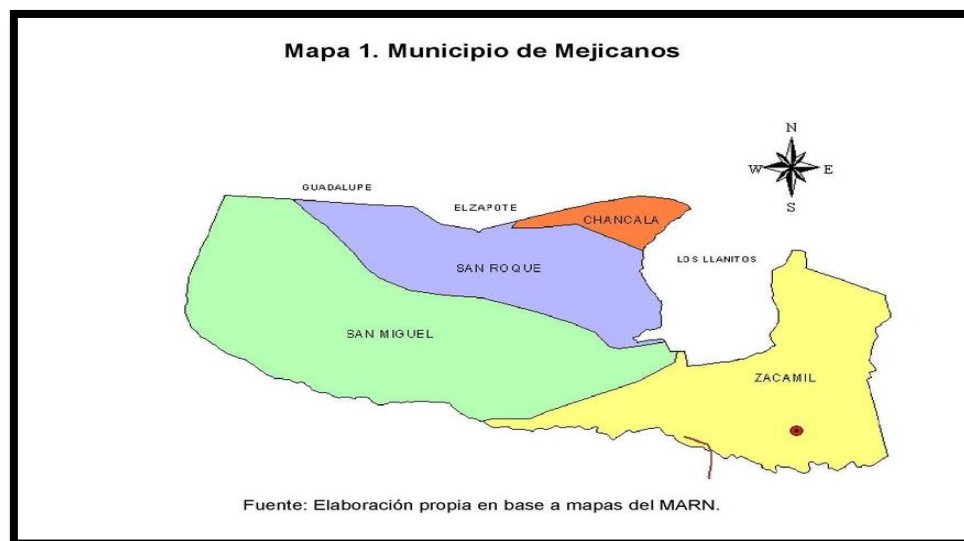 Mapa 1. Municipio de Mejicanos
N
W E
S
GUADALUPE
ELZAPOTE
CHANCALA
LOS LLANITOS
SAN ROQUE
SAN MIGUEL
ZACAMIL
Fuente: Elaboración propia en base a mapas del MARN.